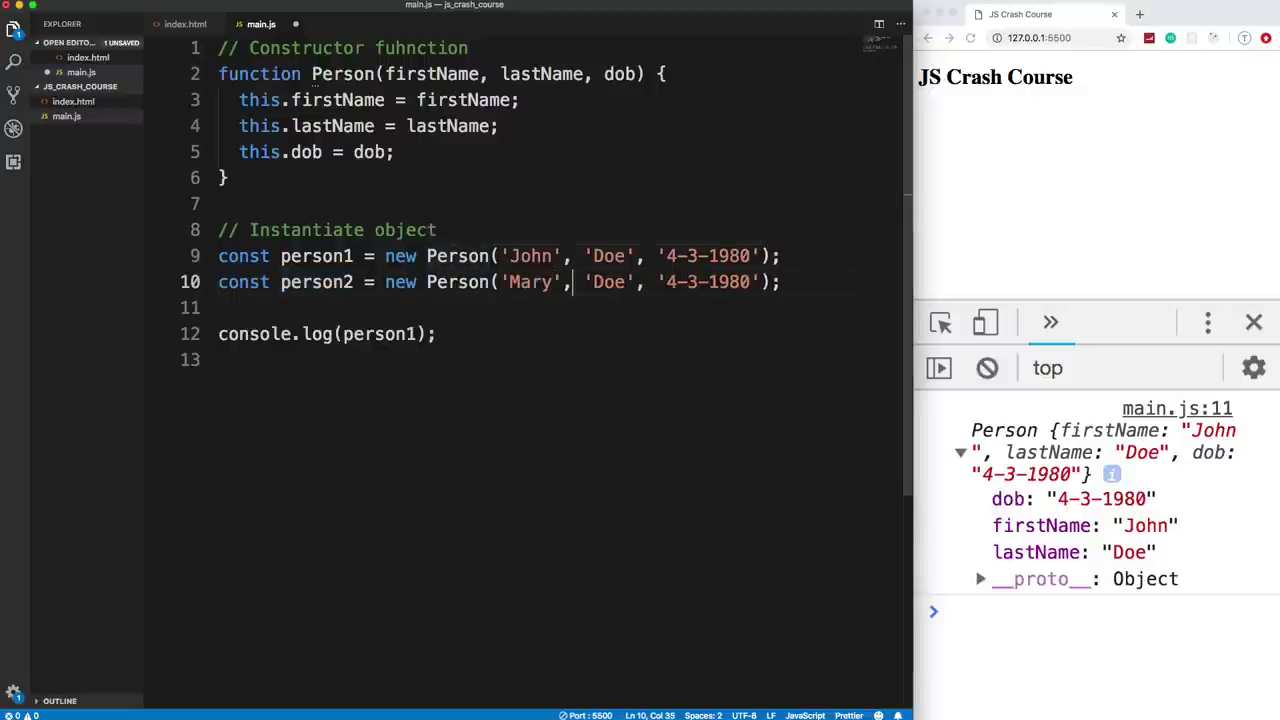 main.js — js_crash_course
EXPLORER
OPEN EDITO... 1 UNSAVED
index.html
main.js
JS_CRASH_COURSE
index.html
main.js
OUTLINE
1
1
index.html
main.js
1 // Constructor fuhnction
2 function Person(firstName, lastName, dob) {
3 this.firstName = firstName;
4 this.lastName = lastName;
5 this.dob = dob;
6 }
7
8 // Instantiate object
9 const person1 = new Person('John', 'Doe', '4-3-1980');
10 const person2 = new Person('Mary', 'Doe', '4-3-1980');
11
12 console.log(person1);
13
0 0 Port : 5500 Ln 10, Col 35 Spaces: 2 UTF-8 LF JavaScript Prettier
JS Crash Course
127.0.0.1:5500
JS Crash Course
top
main.js:11
Person {firstName: "John
", lastName: "Doe", dob:
"4-3-1980"} i
dob: "4-3-1980"
firstName: "John"
lastName: "Doe"
__proto__: Object